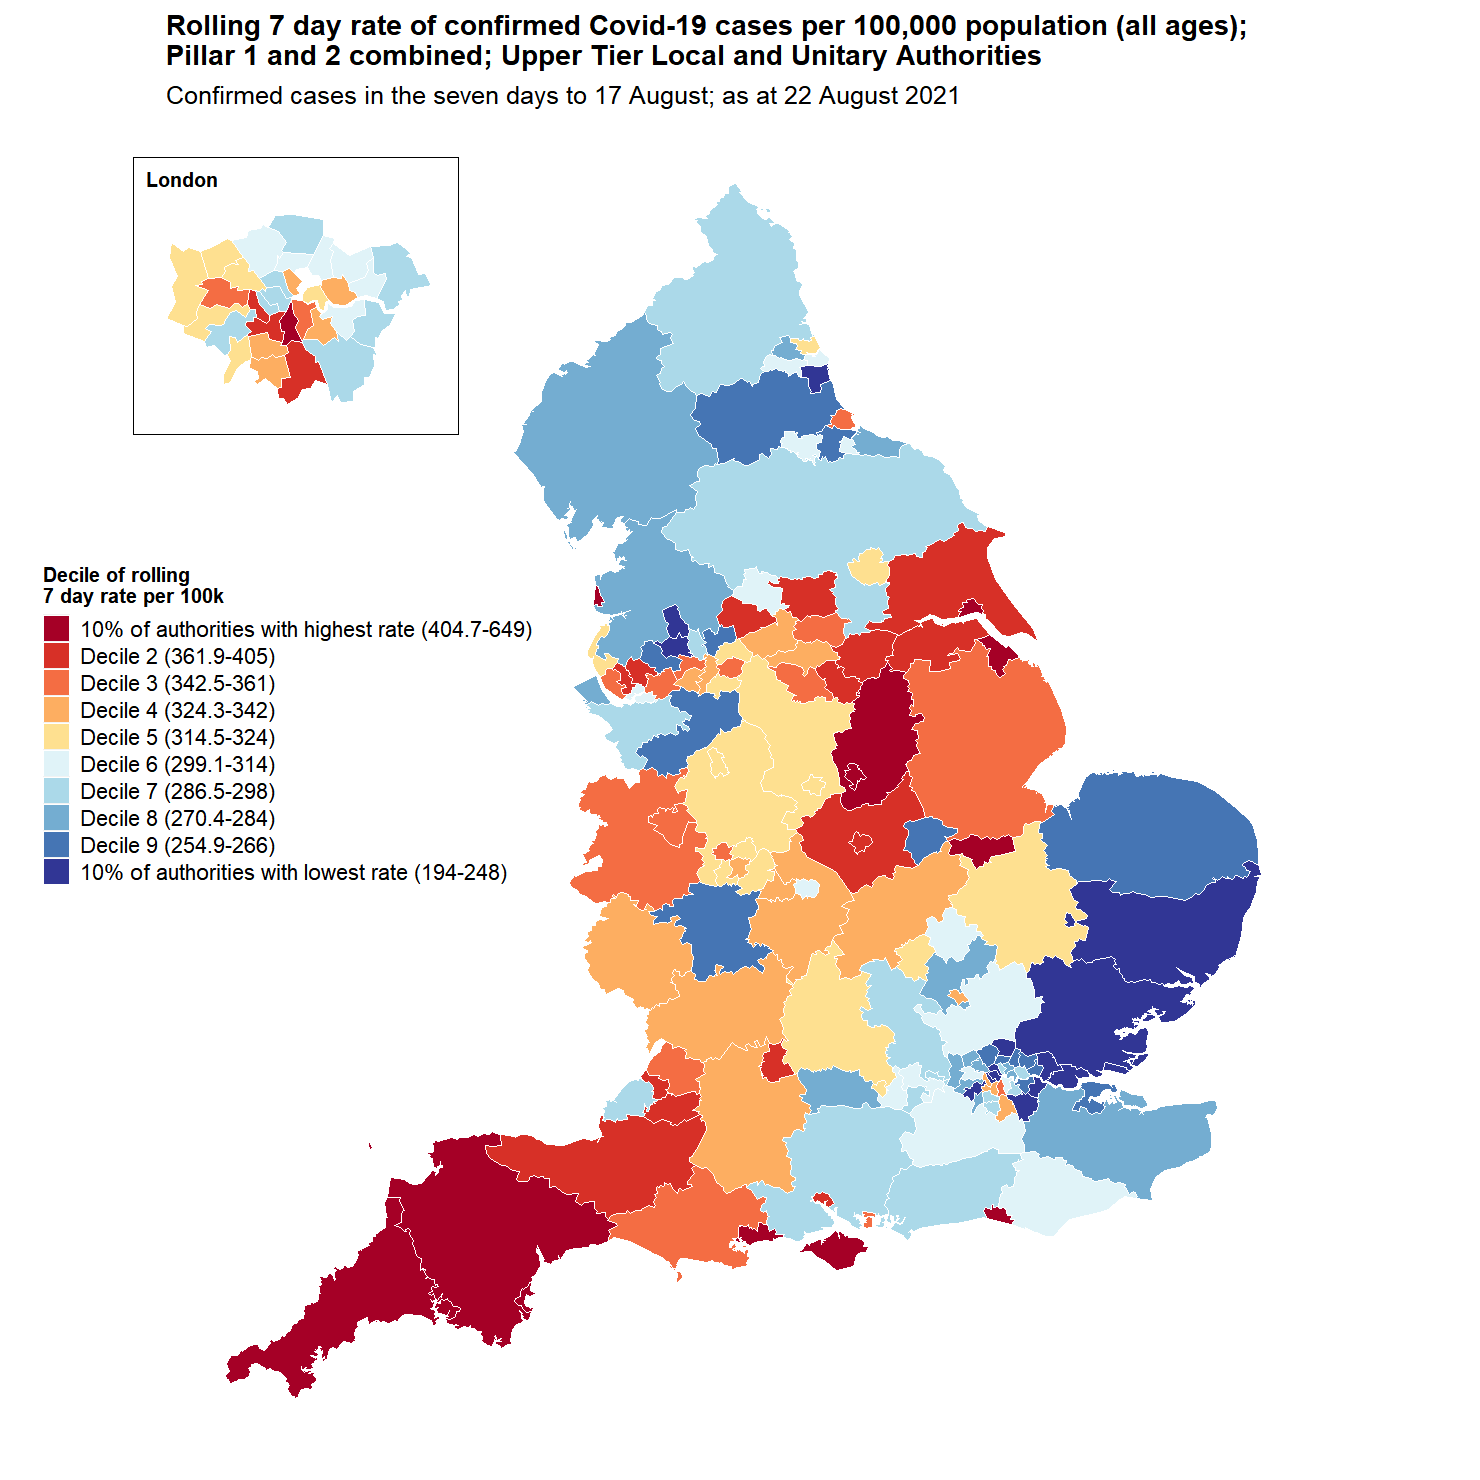 Rolling 7 day rate of confirmed Covid-19 cases per 100,000 population (all ages);
Pillar 1 and 2 combined; Upper Tier Local and Unitary Authorities
Confirmed cases in the seven days to 17 August; as at 22 August 2021
London
Decile of rolling
7 day rate per 100k
10% of authorities with highest rate (404.7-649)
Decile 2 (361.9-405)
Decile 3 (342.5-361)
Decile 4 (324.3-342)
Decile 5 (314.5-324)
Decile 6 (299.1-314)
Decile 7 (286.5-298)
Decile 8 (270.4-284)
Decile 9 (254.9-266)
10% of authorities with lowest rate (194-248)